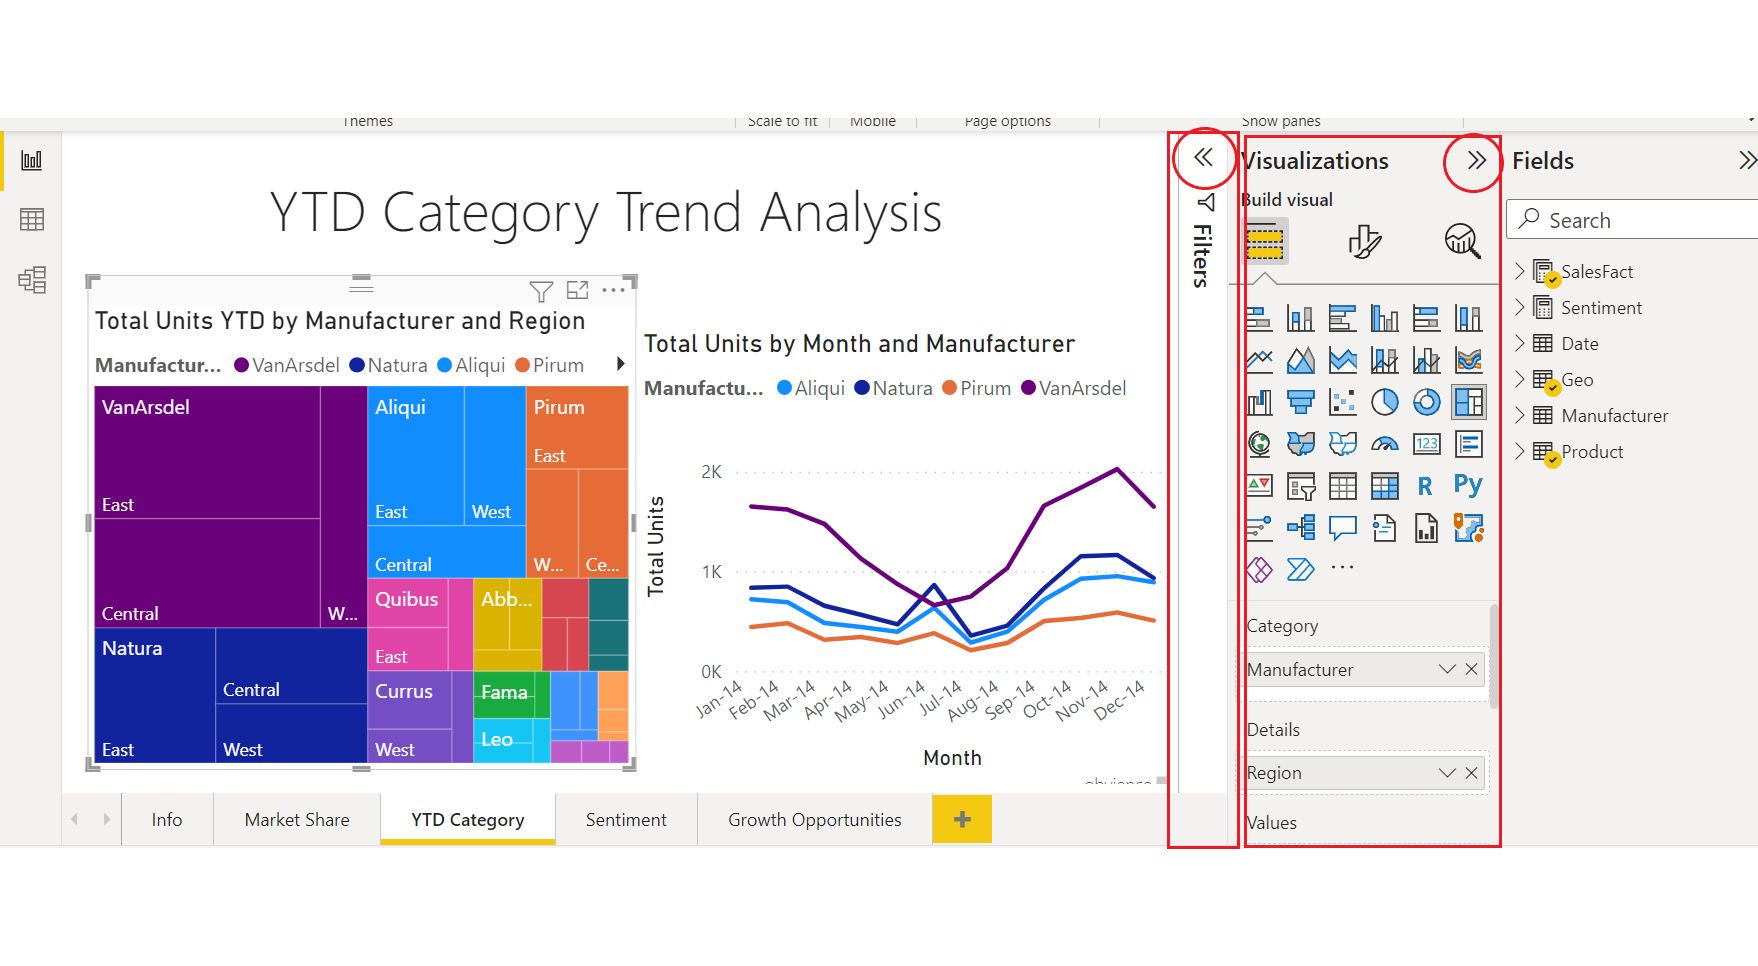 Themes
Scale to fit
Mobile
Page options
Show panes
YTD Category Trend Analysis
Total Units YTD by Manufacturer and Region
Manufactur... VanArsdel Natura Aliqui Pirum
VanArsdel
East
Central
W...
Aliqui
East
West
Central
Pirum
East
W...
Ce...
Natura
East
Central
West
Quibus
East
Currus
West
Abb...
Fama
Leo
Total Units by Month and Manufacturer
Manufactu... Aliqui Natura Pirum VanArsdel
Total Units
2K
1K
0K
Jan-14 Feb-14 Mar-14 Apr-14 May-14 Jun-14 Jul-14 Aug-14 Sep-14 Oct-14 Nov-14 Dec-14
Month
obvience
Info
Market Share
YTD Category
Sentiment
Growth Opportunities
+
Filters
Visualizations
Build visual
123
R
Py
...
Category
Manufacturer
Details
Region
Values
Fields
Search
SalesFact
Sentiment
Date
Geo
Manufacturer
Product